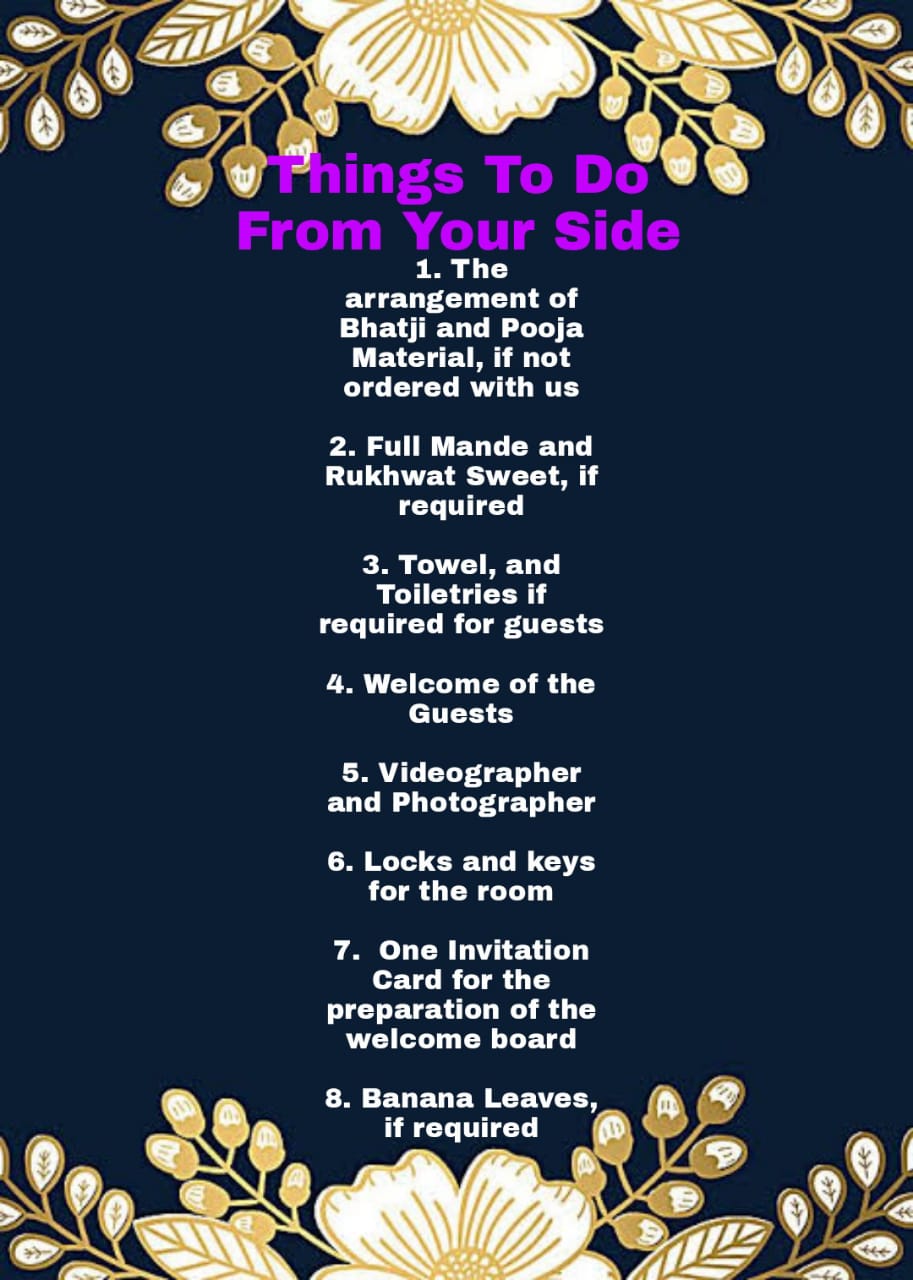 Things To Do
From Your Side
1. The
arrangement of
Bhatji and Pooja
Material, if not
ordered with us
2. Full Mande and
Rukhwat Sweet, if
required
3. Towel, and
Toiletries if
required for guests
4. Welcome of the
Guests
5. Videographer
and Photographer
6. Locks and keys
for the room
7.  One Invitation
Card for the
preparation of the
welcome board
8. Banana Leaves,
if required